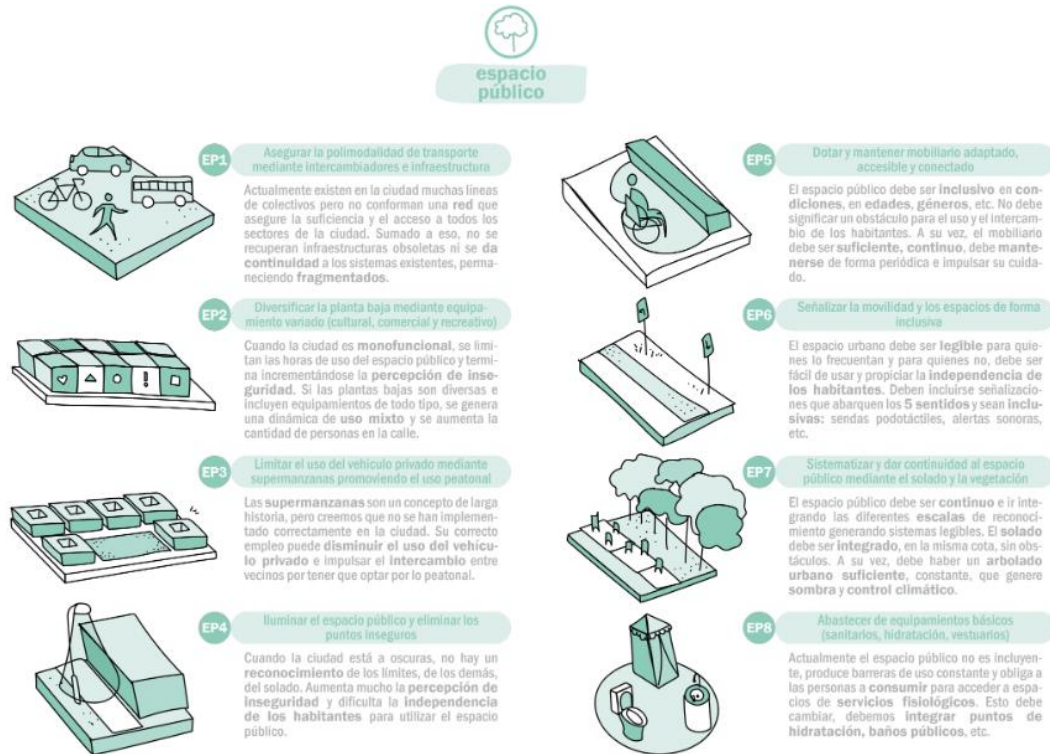 espacio
público
EP1
Asegurar la polimodalidad de transporte
mediante intercambiadores e infraestructura
Actualmente existen en la ciudad muchas líneas
de colectivos pero no conforman una red que
asegure la suficiencia y el acceso a todos los
sectores de la ciudad. Sumado a eso, no se
recuperan infraestructuras obsoletas ni se da
continuidad a los sistemas existentes, perma-
neciendo fragmentados.
EP2
Diversificar la planta baja mediante equipa-
miento variado (cultural, comercial y recreativo)
Cuando la ciudad es monofuncional, se limi-
tan las horas de uso del espacio público y termi-
na incrementándose la percepción de inse-
guridad. Si las plantas bajas son diversas e
incluyen equipamientos de todo tipo, se genera
una dinámica de uso mixto y se aumenta la
cantidad de personas en la calle.
EP3
Limitar el uso del vehículo privado mediante
supermanzanas promoviendo el uso peatonal
Las supermanzanas son un concepto de larga
historia, pero creemos que no se han implemen-
tado correctamente en la ciudad. Su correcto
empleo puede disminuir el uso del vehícu-
lo privado e impulsar el intercambio entre
vecinos por tener que optar por lo peatonal.
EP4
Iluminar el espacio público y eliminar los
puntos inseguros
Cuando la ciudad está a oscuras, no hay un
reconocimiento de los límites, de los demás,
del solado. Aumenta mucho la percepción de
inseguridad y dificulta la independencia
de los habitantes para utilizar el espacio
público.
EP5
Dotar y mantener mobiliario adaptado,
accesible y conectado
El espacio público debe ser inclusivo en con-
diciones, en edades, géneros, etc. No debe
significar un obstáculo para el uso y el intercam-
bio de los habitantes. A su vez, el mobiliario
debe ser suficiente, continuo, debe mante-
nerse de forma periódica e impulsar su cuida-
do.
EP6
Señalizar la movilidad y los espacios de forma
inclusiva
El espacio urbano debe ser legible para quie-
nes lo frecuentan y para quienes no, debe ser
fácil de usar y propiciar la independencia de
los habitantes. Deben incluirse señalizacio-
nes que abarquen los 5 sentidos y sean inclu-
sivas: sendas podotáctiles, alertas sonoras,
etc.
EP7
Sistematizar y dar continuidad al espacio
público mediante el solado y la vegetación
El espacio público debe ser continuo e ir inte-
grando las diferentes escalas de reconoci-
miento generando sistemas legibles. El solado
debe ser integrado, en la misma cota, sin obs-
táculos. A su vez, debe haber un arbolado
urbano suficiente, constante, que genere
sombra y control climático.
EP8
Abastecer de equipamientos básicos
(sanitarios, hidratación, vestuarios)
Actualmente el espacio público no es incluyen-
te, produce barreras de uso constante y obliga a
las personas a consumir para acceder a espa-
cios de servicios fisiológicos. Esto debe
cambiar, debemos integrar puntos de
hidratación, baños públicos, etc.